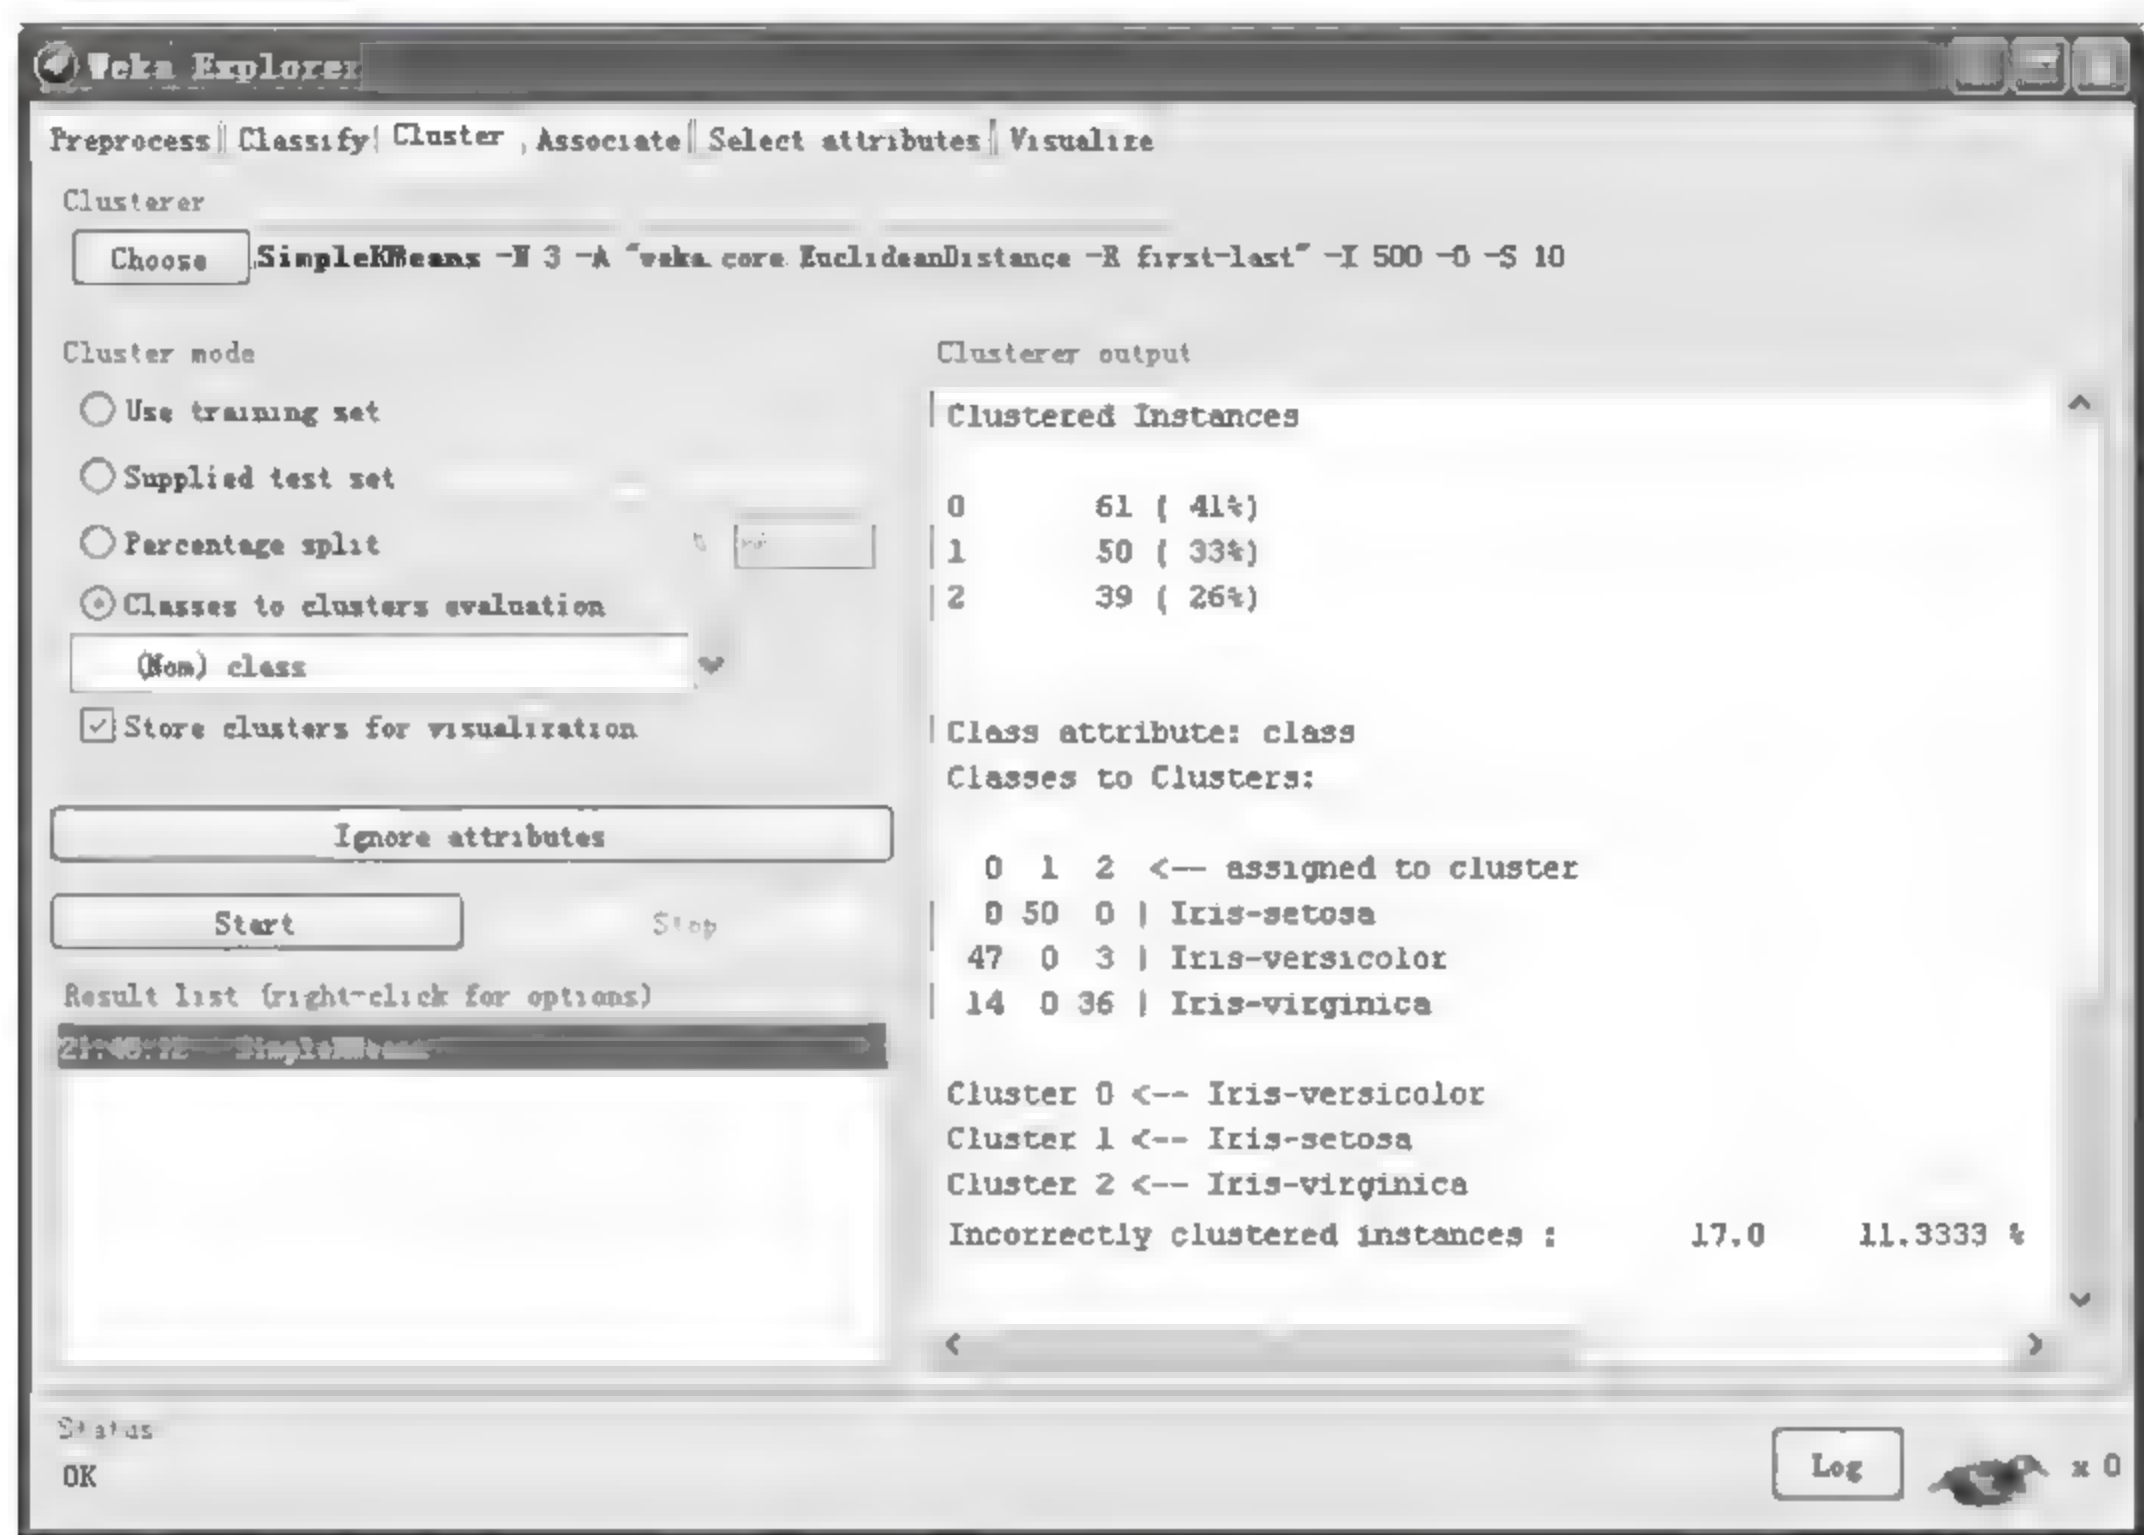 Weka Explorer
Preprocess Classify Cluster Associate Select attributes Visualize
Clusterer
Choose SimpleKMeans -N 3 -A "weka.core.EuclideanDistance -R first-last" -I 500 -O -S 10
Cluster mode
Use training set
Supplied test set
Percentage split
Classes to clusters evaluation
(Nom) class
Store clusters for visualization
Ignore attributes
Start Stop
Result list (right-click for options)
SimpleKMeans
Clusterer output
Clustered Instances
0 61 ( 41%)
1 50 ( 33%)
2 39 ( 26%)
Class attribute: class
Classes to Clusters:
0 1 2 <-- assigned to cluster
0 50 0 | Iris-setosa
47 0 3 | Iris-versicolor
14 0 36 | Iris-virginica
Cluster 0 <-- Iris-versicolor
Cluster 1 <-- Iris-setosa
Cluster 2 <-- Iris-virginica
Incorrectly clustered instances : 17.0 11.3333 %
Status
OK
Log x 0